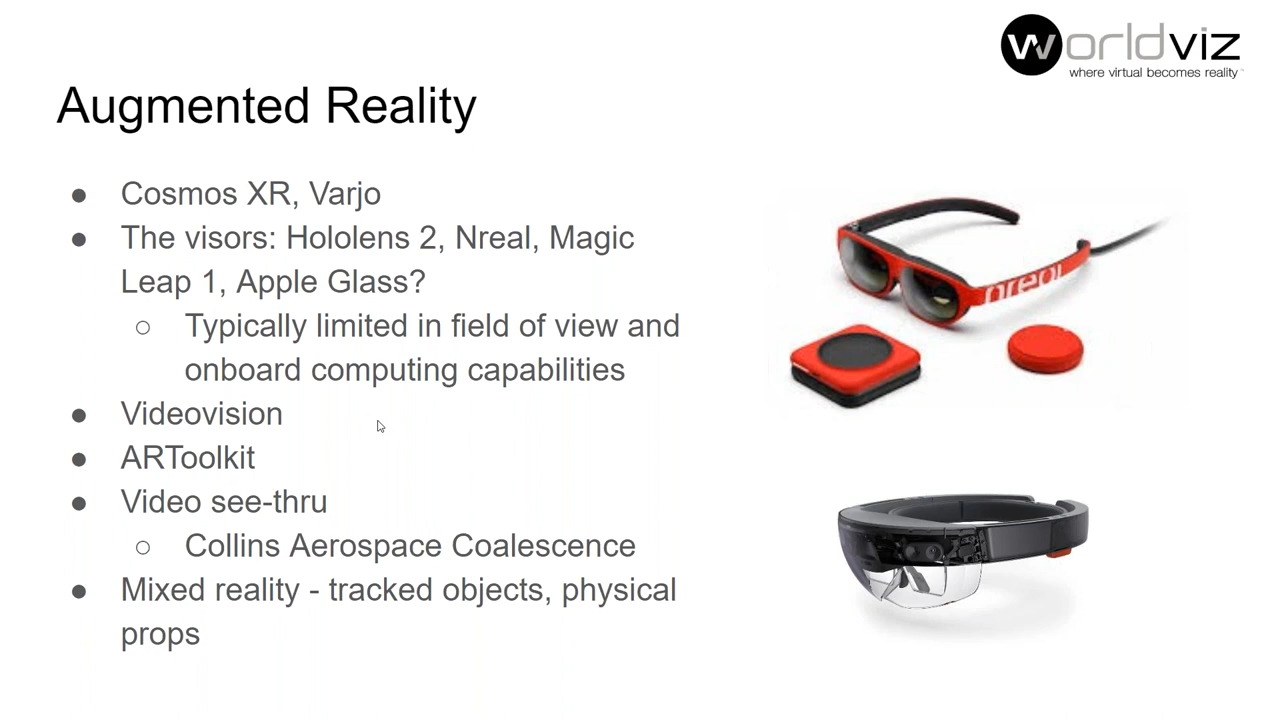 worldviz
where virtual becomes reality
Augmented Reality
● Cosmos XR, Varjo
● The visors: Hololens 2, Nreal, Magic
Leap 1, Apple Glass?
○ Typically limited in field of view and
onboard computing capabilities
● Videovision
● ARToolkit
● Video see-thru
○ Collins Aerospace Coalescence
● Mixed reality - tracked objects, physical
props
nreal